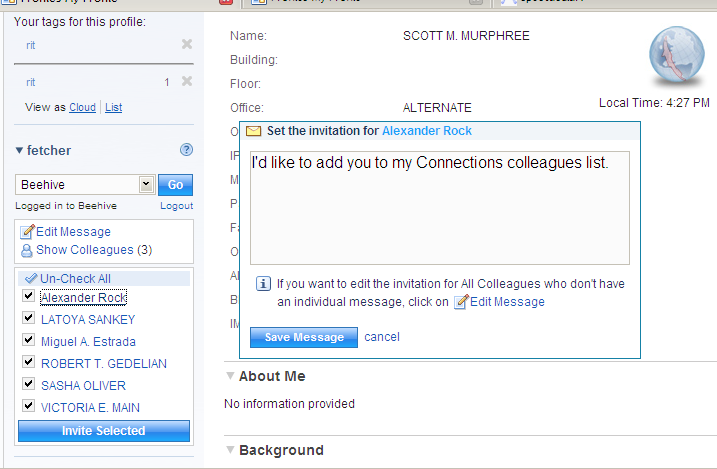 Your tags for this profile:
rit
rit 1
View as Cloud | List
fetcher
Beehive Go
Logged in to Beehive Logout
Edit Message
Show Colleagues (3)
Un-Check All
Alexander Rock
LATOYA SANKEY
Miguel A. Estrada
ROBERT T. GEDELIAN
SASHA OLIVER
VICTORIA E. MAIN
Invite Selected
Name: SCOTT M. MURPHREE
Building:
Floor:
Office: ALTERNATE
Local Time: 4:27 PM
Set the invitation for Alexander Rock
I'd like to add you to my Connections colleagues list.
If you want to edit the invitation for All Colleagues who don't have
an individual message, click on Edit Message
Save Message cancel
About Me
No information provided
Background